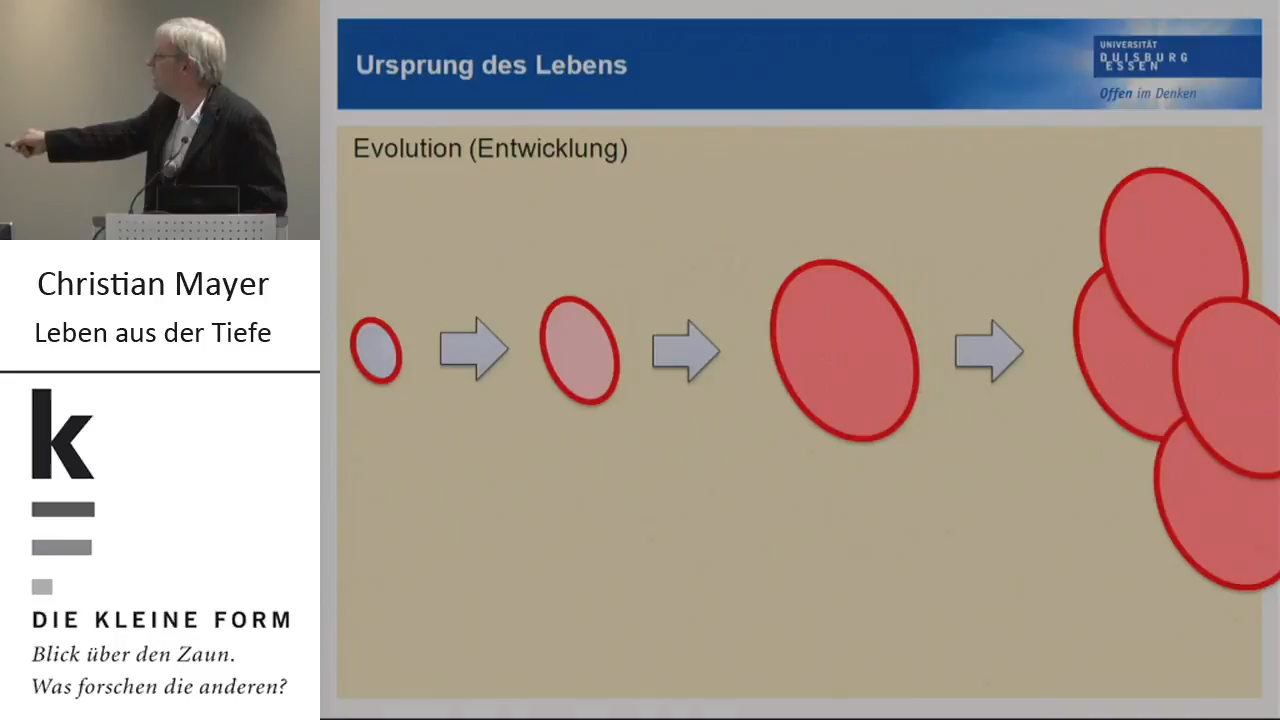 Ursprung des Lebens
UNIVERSITÄT
DUISBURG
ESSEN
Offen im Denken
Evolution (Entwicklung)
Christian Mayer
Leben aus der Tiefe
k
DIE KLEINE FORM
Blick über den Zaun.
Was forschen die anderen?